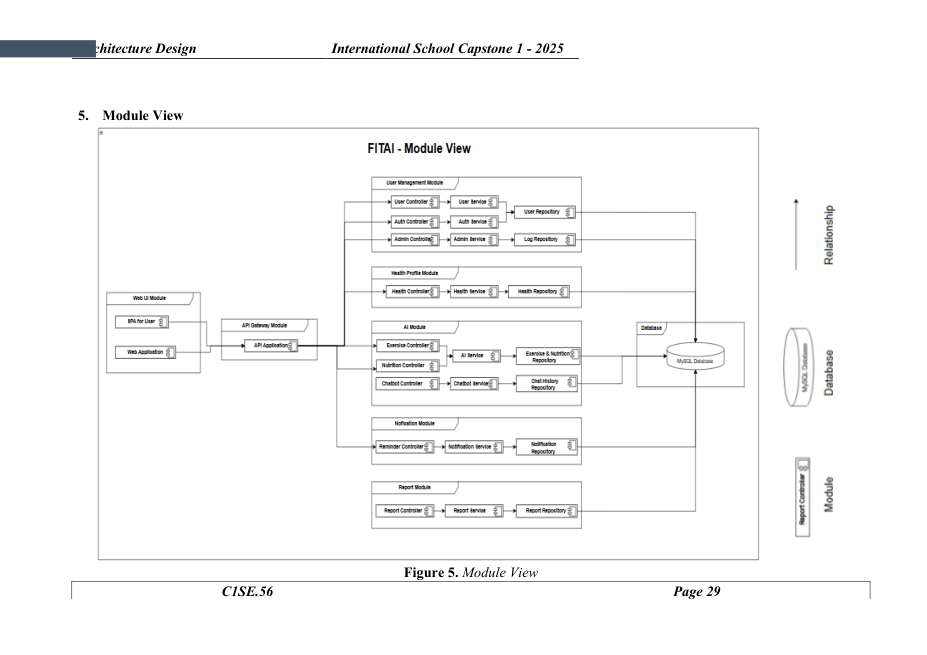 chitecture Design International School Capstone 1 - 2025
5. Module View
FITAI - Module View
User Management Module
User Controller
User Service
User Repository
Auth Controller
Auth Service
Admin Controller
Admin Service
Log Repository
Health Profile Module
Health Controller
Health Service
Health Repository
Web UI Module
SPA for User
Web Application
API Gateway Module
API Application
AI Module
Exercise Controller
AI Service
Exercise & Nutrition
Repository
Nutrition Controller
Chatbot Controller
Chatbot Service
Chat History
Repository
Database
MySQL Database
Nofication Module
Reminder Controller
Notification Service
Notification
Repository
Report Module
Report Controller
Report Service
Report Repository
Relationship
MySQL Database
Database
Report Controller
Module
Figure 5. Module View
C1SE.56 Page 29